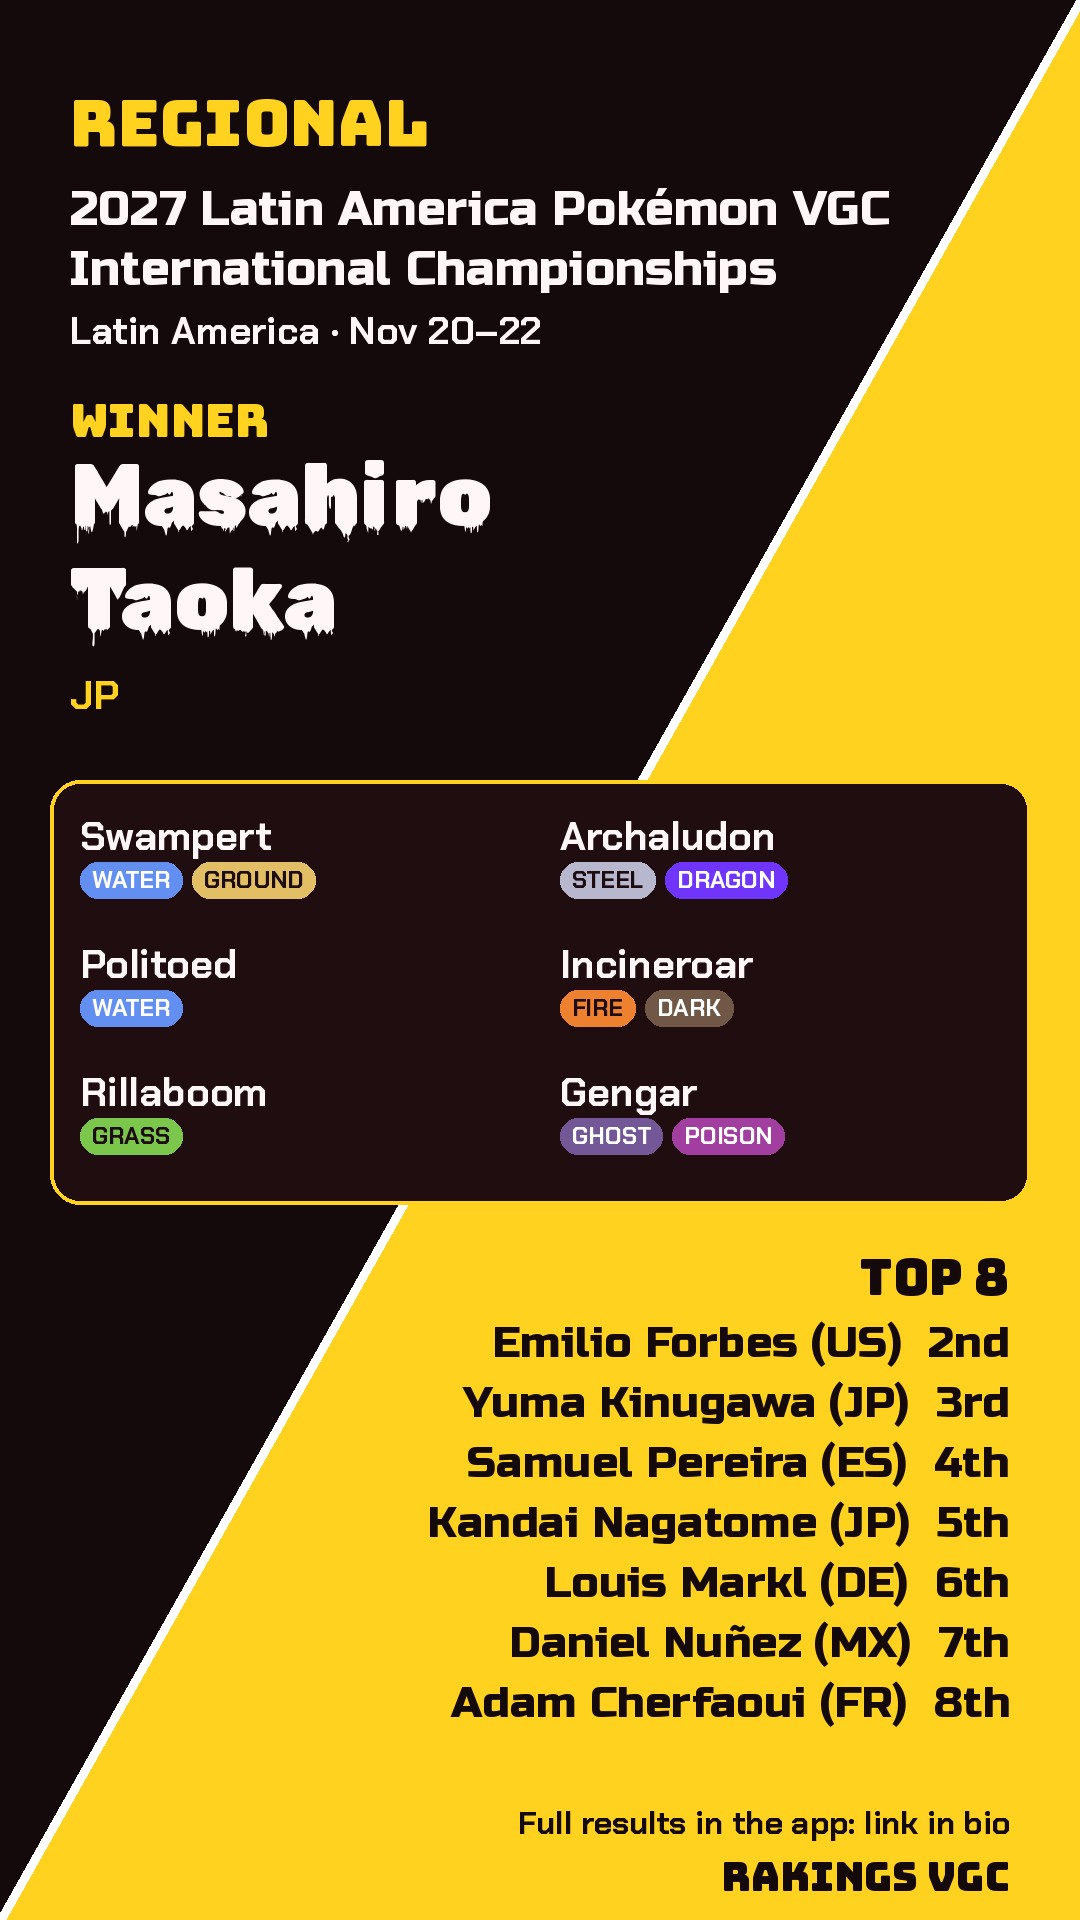 REGIONAL
2027 Latin America Pokémon VGC
International Championships
Latin America · Nov 20–22
WINNER
Masahiro
Taoka
JP
Swampert
WATER GROUND
Archaludon
STEEL DRAGON
Politoed
WATER
Incineroar
FIRE DARK
Rillaboom
GRASS
Gengar
GHOST POISON
TOP 8
Emilio Forbes (US) 2nd
Yuma Kinugawa (JP) 3rd
Samuel Pereira (ES) 4th
Kandai Nagatome (JP) 5th
Louis Markl (DE) 6th
Daniel Nuñez (MX) 7th
Adam Cherfaoui (FR) 8th
Full results in the app: link in bio
RAKINGS VGC